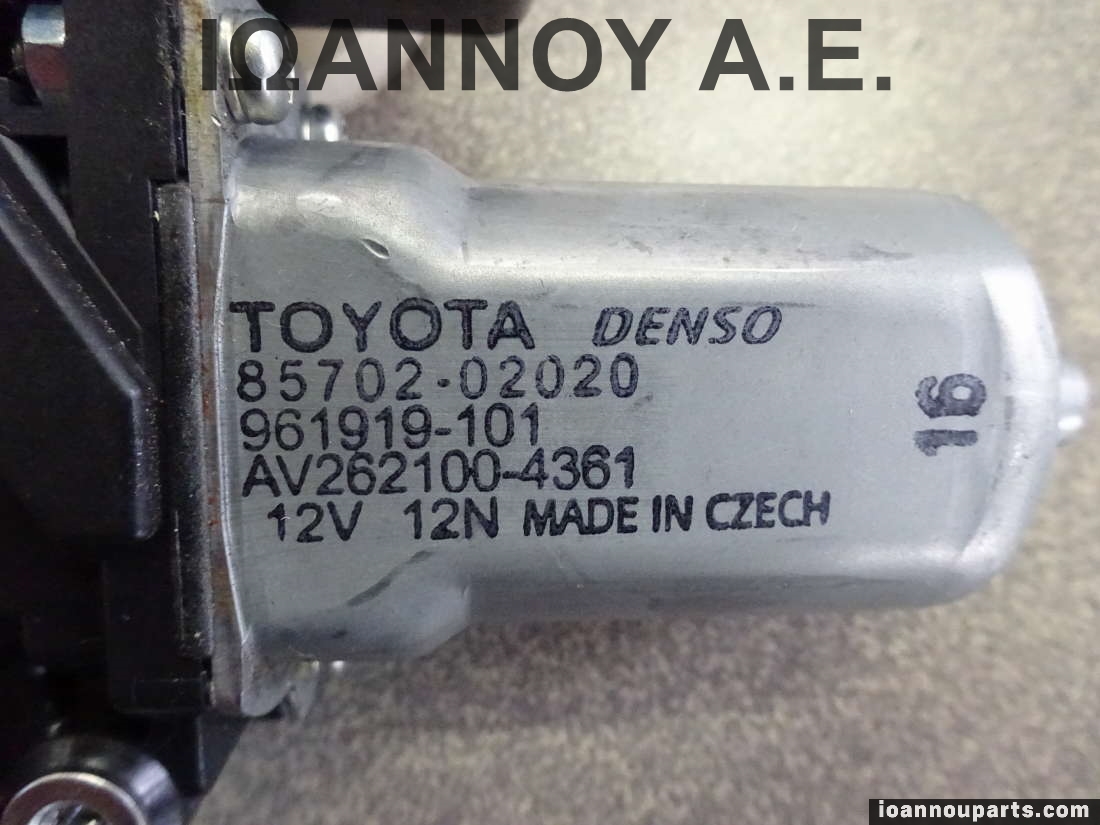 ΙΩΑΝΝΟΥ Α.Ε.
TOYOTA DENSO
85702-02020
961919-101
AV262100-4361
12V 12N MADE IN CZECH
16
ioannouparts.com